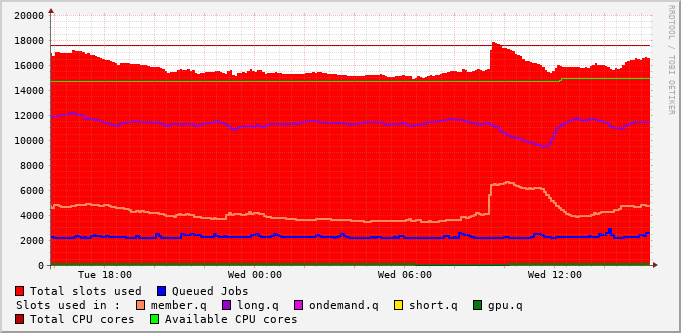 20000
18000
16000
14000
12000
10000
8000
6000
4000
2000
0
Tue 18:00 Wed 00:00 Wed 06:00 Wed 12:00
RRDTOOL / TOBI OETIKER
Total slots used Queued Jobs
Slots used in : member.q long.q ondemand.q short.q gpu.q
Total CPU cores Available CPU cores